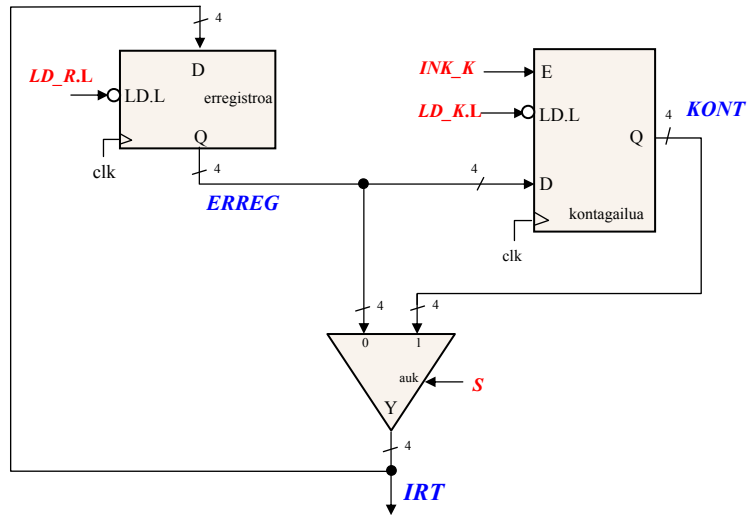 4
D
LD_R.L
LD.L
erregistroa
Q
clk
4
ERREG
INK_K
E
LD_K.L
LD.L
Q
4
KONT
4
D
kontagailua
clk
4
4
0
1
auk
S
Y
4
IRT